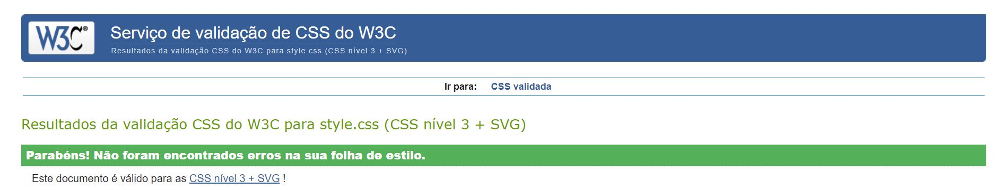 W3C®
Serviço de validação de CSS do W3C
Resultados da validação CSS do W3C para style.css (CSS nível 3 + SVG)
Ir para: CSS validada
Resultados da validação CSS do W3C para style.css (CSS nível 3 + SVG)
Parabéns! Não foram encontrados erros na sua folha de estilo.
Este documento é válido para as CSS nível 3 + SVG !